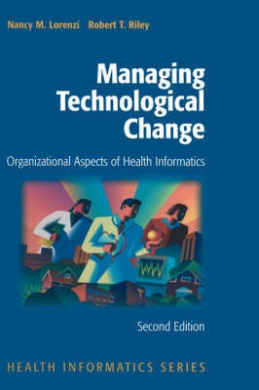 Nancy M. Lorenzi Robert T. Riley
Managing
Technological
Change
Organizational Aspects of Health Informatics
Second Edition
HEALTH INFORMATICS SERIES